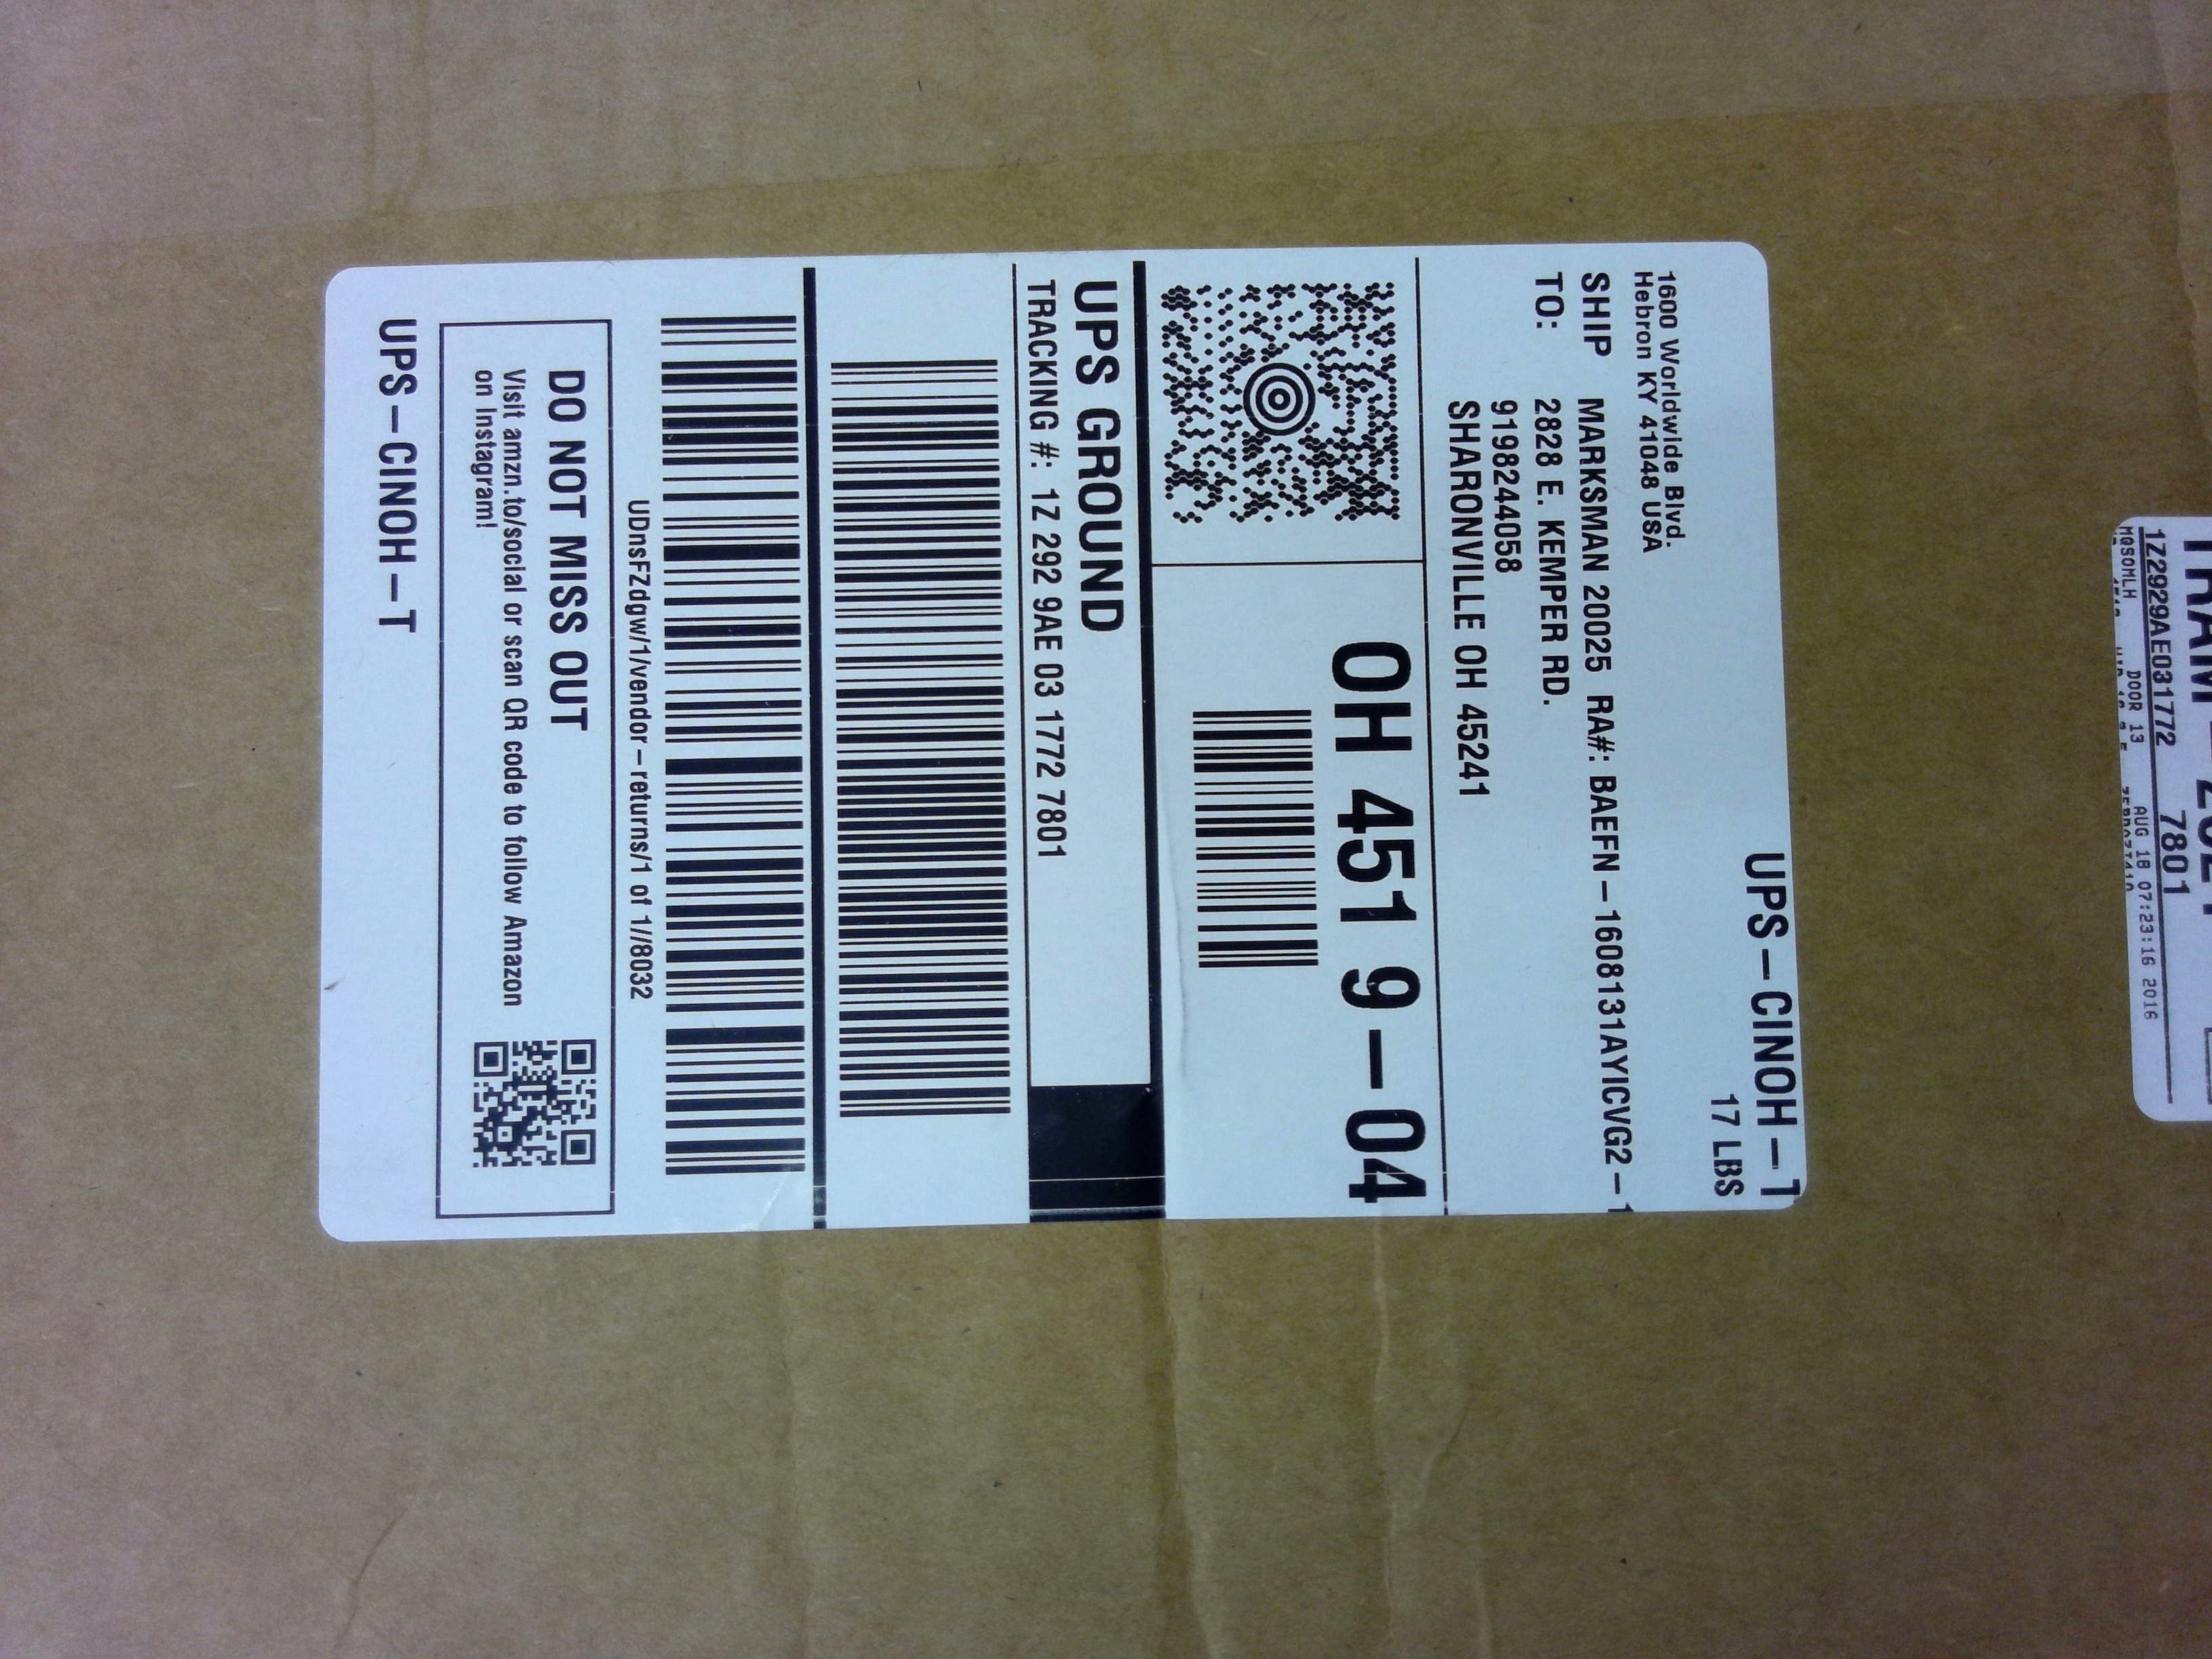 UPS-CINOH-T
17 LBS
1600 Worldwide Blvd.
Hebron KY 41048 USA
SHIP MARKSMAN 20025 RA#: BAEFN-1608131AYICVG2-1
TO: 2828 E. KEMPER RD.
9198244058
SHARONVILLE OH 45241
OH 451 9-04
UPS GROUND
TRACKING #: 1Z 292 9AE 03 1772 7801
UDnsFZdgw/1/vendor-returns/1 of 1//8032
DO NOT MISS OUT
Visit amzn.to/social or scan QR code to follow Amazon
on Instagram!
UPS-CINOH-T
1Z2929AE031772 7801
MQSOMLH DOOR 13 AUG 18 07:23:16 2016